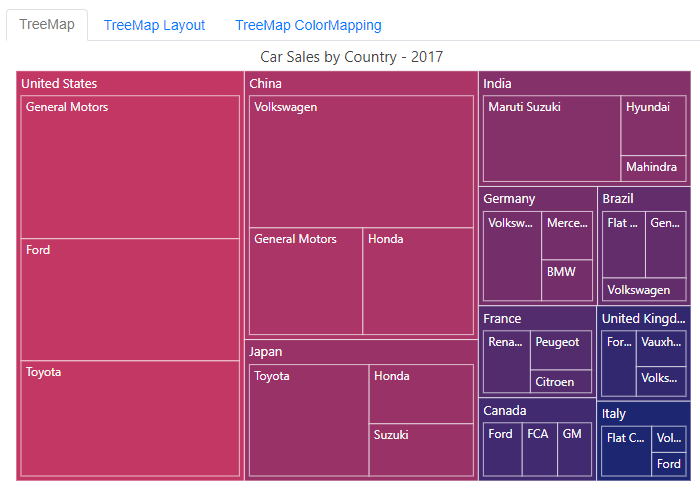 TreeMap
TreeMap Layout
TreeMap ColorMapping
Car Sales by Country - 2017
United States
General Motors
Ford
Toyota
China
Volkswagen
General Motors
Honda
Japan
Toyota
Honda
Suzuki
India
Maruti Suzuki
Hyundai
Mahindra
Germany
Volksw...
Merce...
BMW
Brazil
Flat ...
Gen...
Volkswagen
France
Rena...
Peugeot
Citroen
United Kingd...
For...
Vauxh...
Volks...
Canada
Ford
FCA
GM
Italy
Flat C...
Vol...
Ford